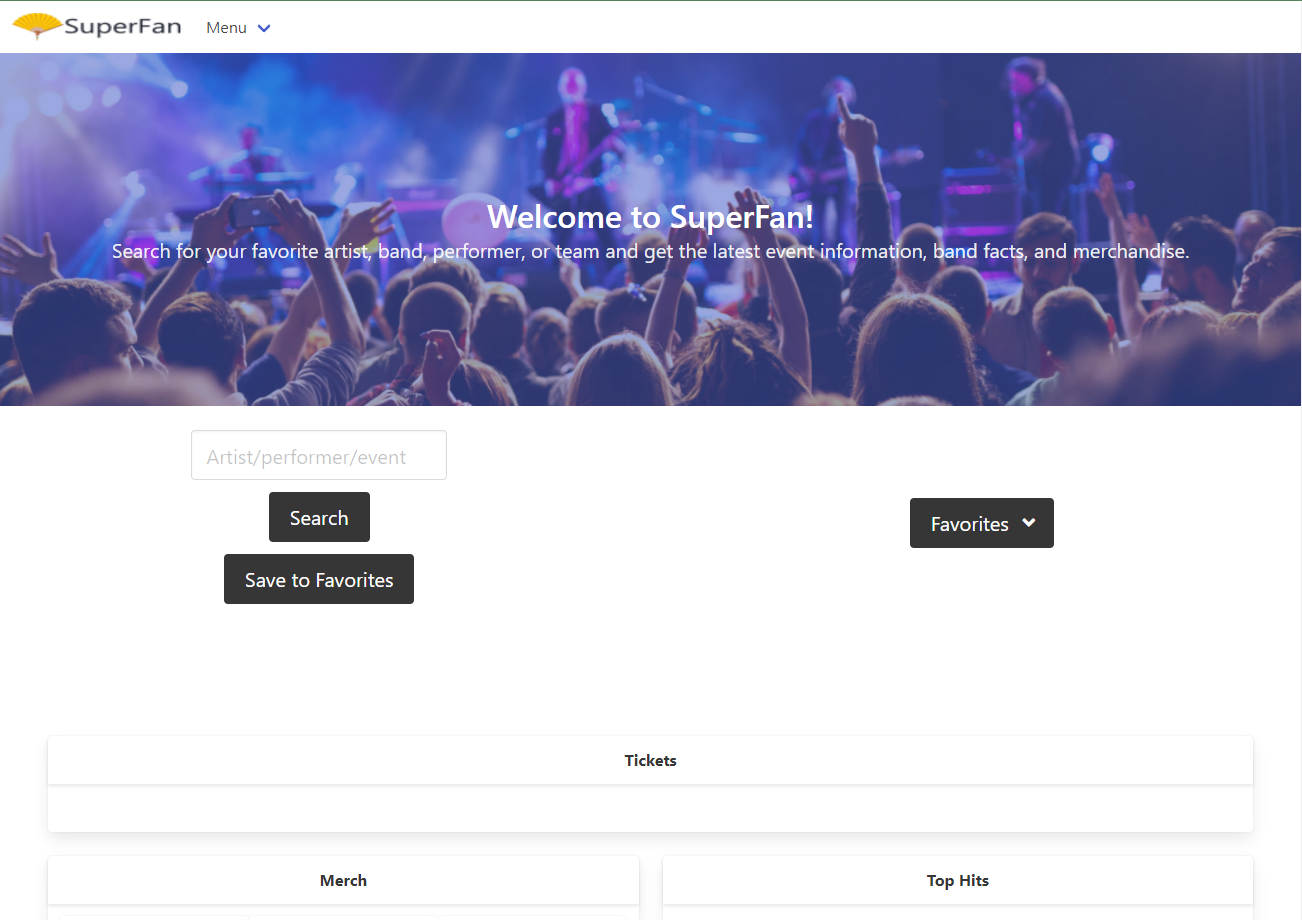 SuperFan
Menu
Welcome to SuperFan!
Search for your favorite artist, band, performer, or team and get the latest event information, band facts, and merchandise.
Artist/performer/event
Search
Favorites
Save to Favorites
Tickets
Merch
Top Hits